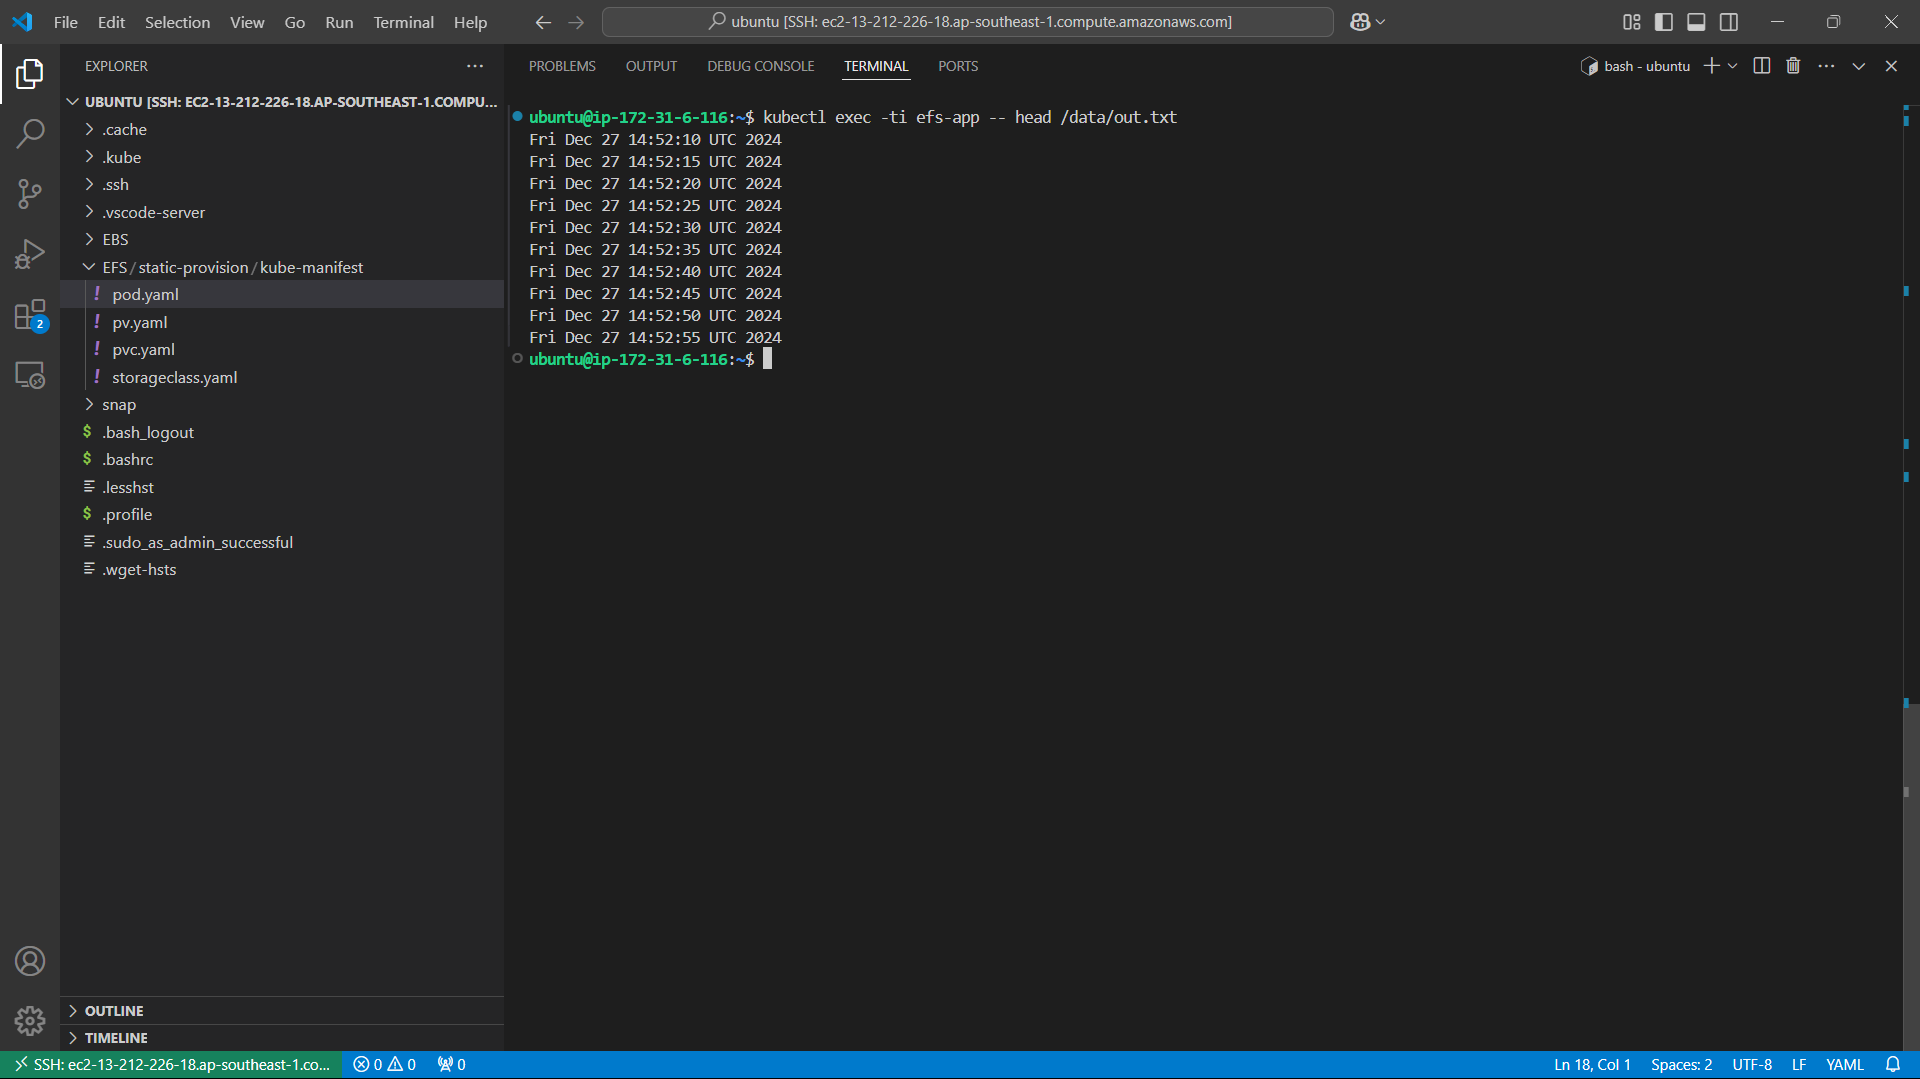 File Edit Selection View Go Run Terminal Help
ubuntu [SSH: ec2-13-212-226-18.ap-southeast-1.compute.amazonaws.com]
EXPLORER
UBUNTU [SSH: EC2-13-212-226-18.AP-SOUTHEAST-1.COMPU...
.cache
.kube
.ssh
.vscode-server
EBS
EFS/static-provision/kube-manifest
! pod.yaml
! pv.yaml
! pvc.yaml
! storageclass.yaml
snap
$ .bash_logout
$ .bashrc
.lesshst
$ .profile
.sudo_as_admin_successful
.wget-hsts
OUTLINE
TIMELINE
2
PROBLEMS OUTPUT DEBUG CONSOLE TERMINAL PORTS
bash - ubuntu
ubuntu@ip-172-31-6-116:~$ kubectl exec -ti efs-app -- head /data/out.txt
Fri Dec 27 14:52:10 UTC 2024
Fri Dec 27 14:52:15 UTC 2024
Fri Dec 27 14:52:20 UTC 2024
Fri Dec 27 14:52:25 UTC 2024
Fri Dec 27 14:52:30 UTC 2024
Fri Dec 27 14:52:35 UTC 2024
Fri Dec 27 14:52:40 UTC 2024
Fri Dec 27 14:52:45 UTC 2024
Fri Dec 27 14:52:50 UTC 2024
Fri Dec 27 14:52:55 UTC 2024
ubuntu@ip-172-31-6-116:~$
SSH: ec2-13-212-226-18.ap-southeast-1.co... 0 0 0 Ln 18, Col 1 Spaces: 2 UTF-8 LF YAML